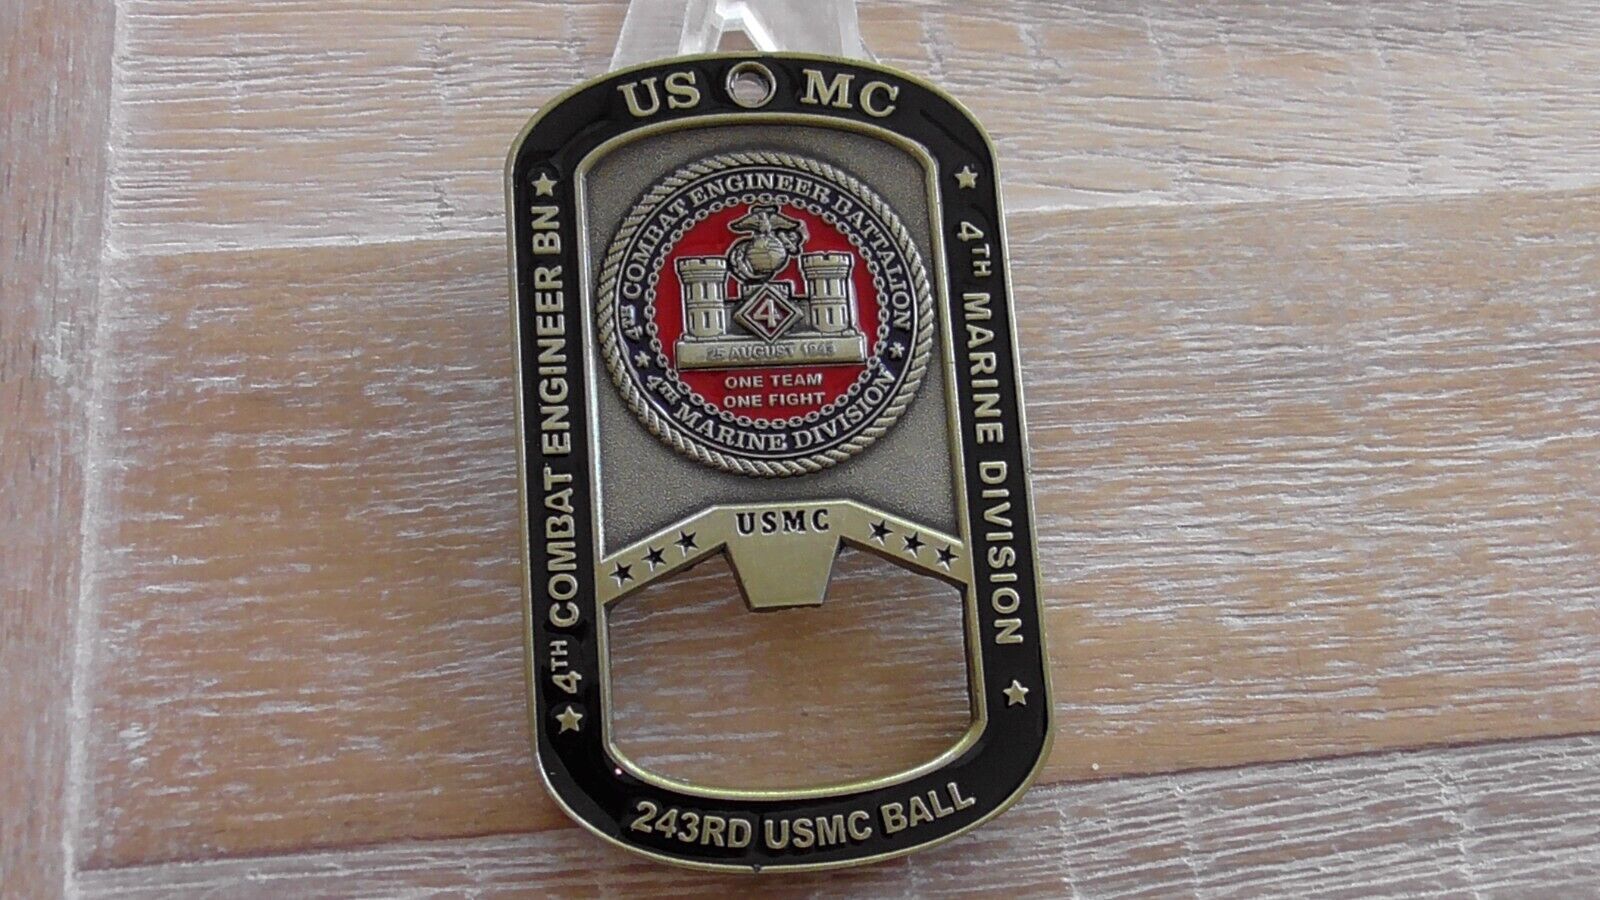 US MC
★ 4TH COMBAT ENGINEER BN ★
★ 4TH MARINE DIVISION ★
4TH COMBAT ENGINEER BATTALION
4
25 AUGUST
ONE TEAM
ONE FIGHT
★ 4TH MARINE DIVISION ★
USMC
243RD USMC BALL